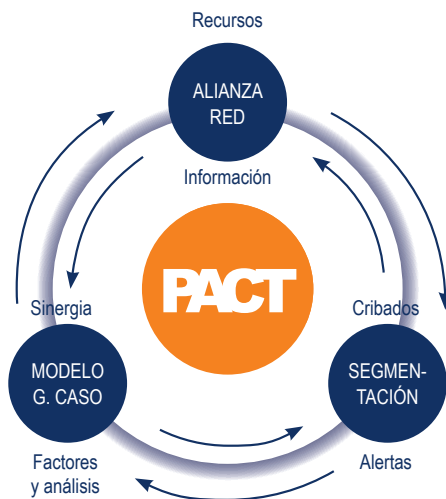 Recursos
ALIANZA
RED
Información
PACT
Sinergia
Cribados
MODELO
G. CASO
SEGMEN-
TACIÓN
Factores
y análisis
Alertas